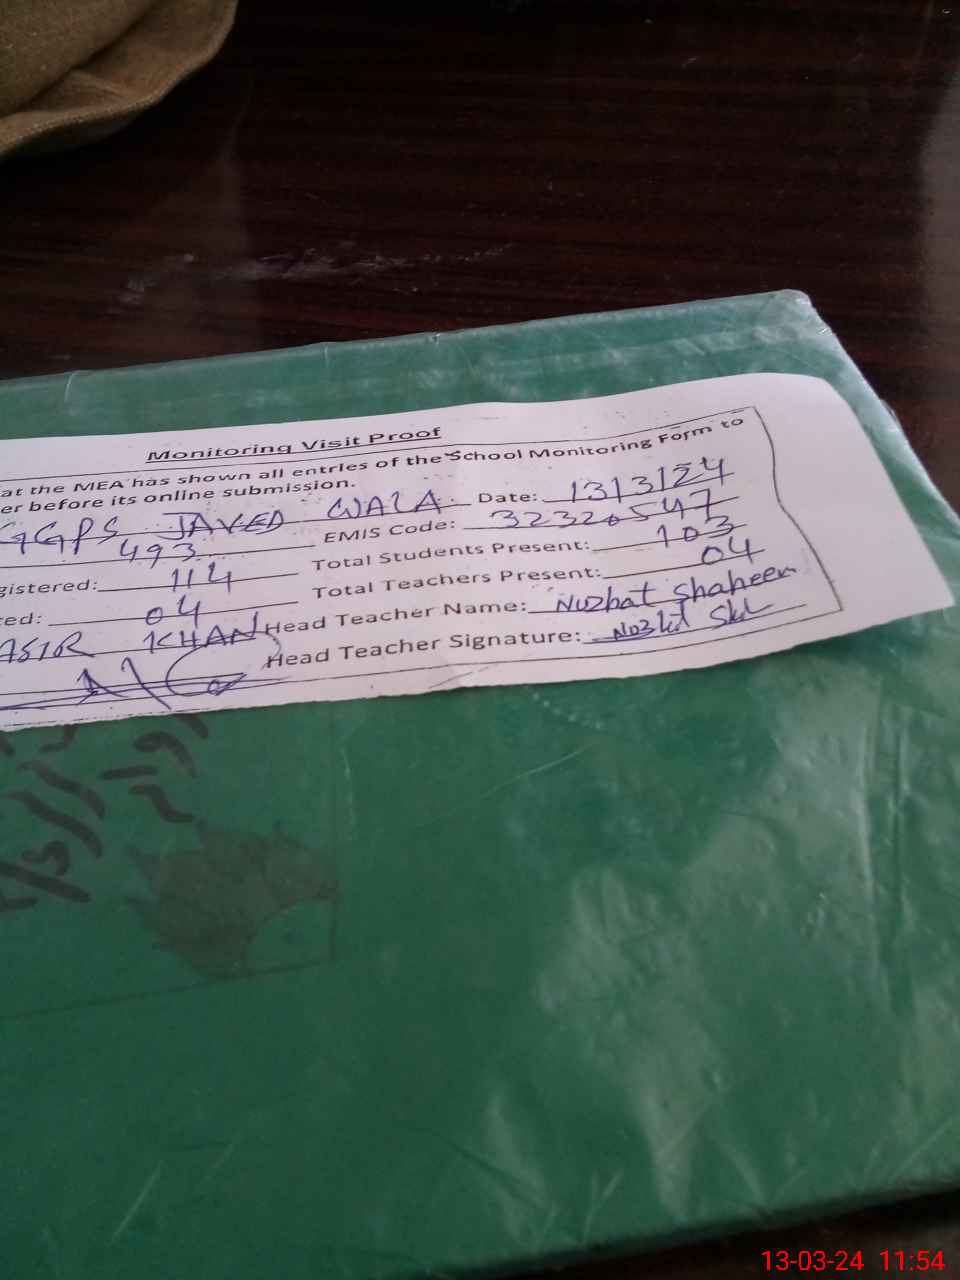 Monitoring Visit Proof
at the MEA has shown all entries of the School Monitoring Form to
er before its online submission.
GGPS JAVED WALA Date: 13/3/24
493 EMIS Code: 32320547
gistered: 114 Total Students Present: 103
ed: 04 Total Teachers Present: 04
ASIR KHAN Head Teacher Name: Nuzhat Shaheen
Head Teacher Signature:
13-03-24 11:54